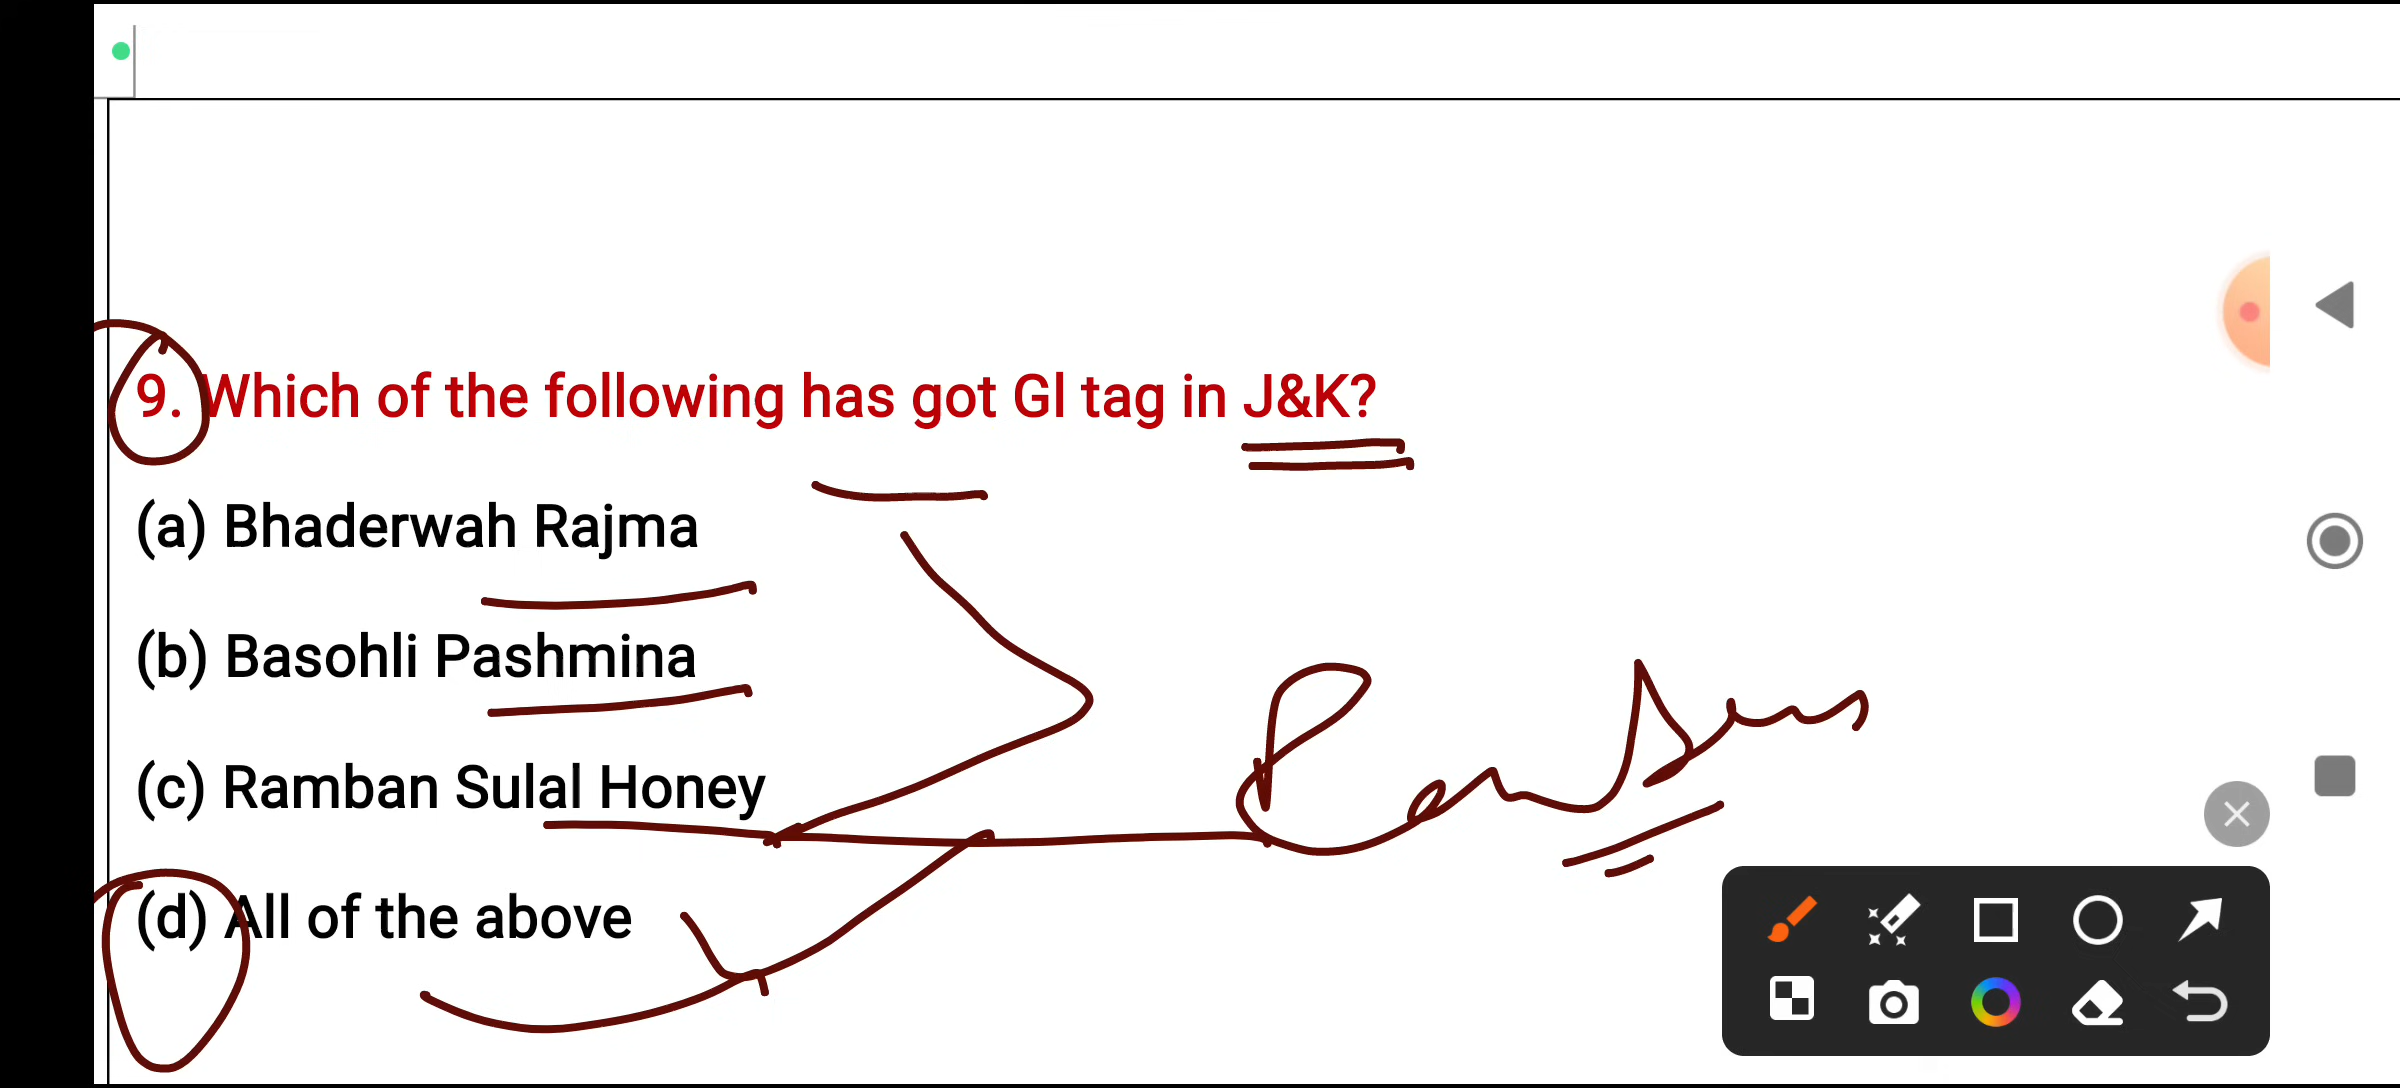 9. Which of the following has got GI tag in J&K?
(a) Bhaderwah Rajma
(b) Basohli Pashmina
(c) Ramban Sulal Honey
(d) All of the above